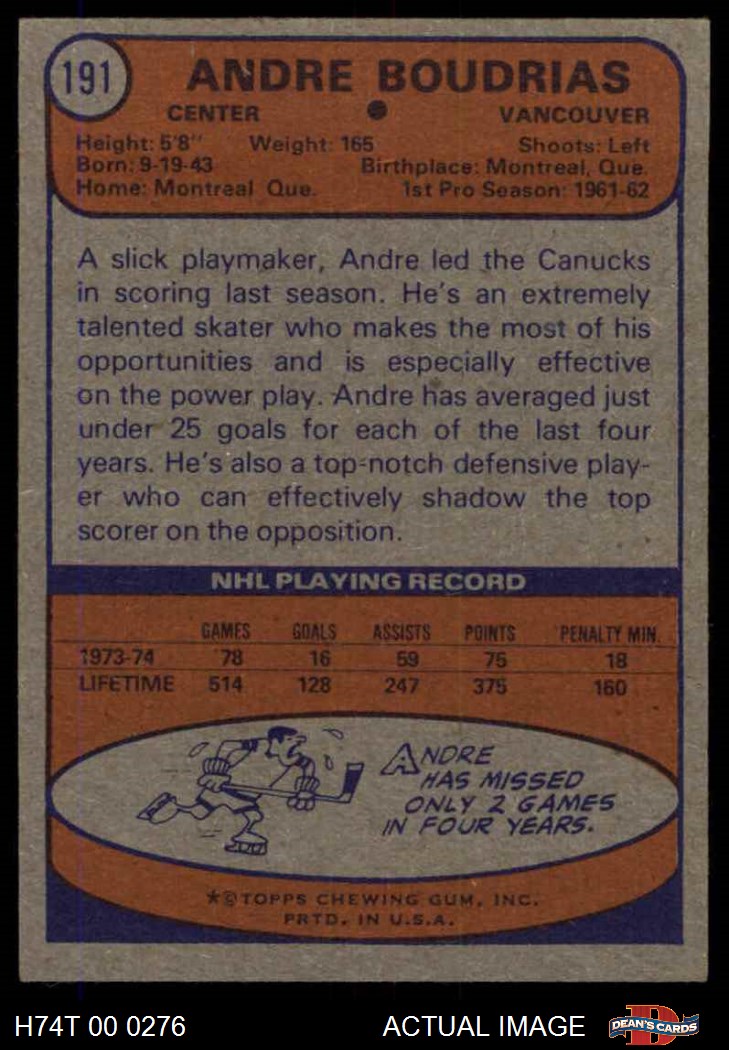 191
ANDRE BOUDRIAS
CENTER ● VANCOUVER
Height: 5'8" Weight: 165 Shoots: Left
Born: 9-19-43 Birthplace: Montreal, Que.
Home: Montreal Que. 1st Pro Season: 1961-62
A slick playmaker, Andre led the Canucks
in scoring last season. He's an extremely
talented skater who makes the most of his
opportunities and is especially effective
on the power play. Andre has averaged just
under 25 goals for each of the last four
years. He's also a top-notch defensive play-
er who can effectively shadow the top
scorer on the opposition.
NHL PLAYING RECORD
GAMES GOALS ASSISTS POINTS PENALTY MIN.
1973-74 78 16 59 75 18
LIFETIME 514 128 247 375 160
ANDRE
HAS MISSED
ONLY 2 GAMES
IN FOUR YEARS.
*©TOPPS CHEWING GUM, INC.
PRTD. IN U.S.A.
H74T 00 0276 ACTUAL IMAGE D DEAN'S CARDS